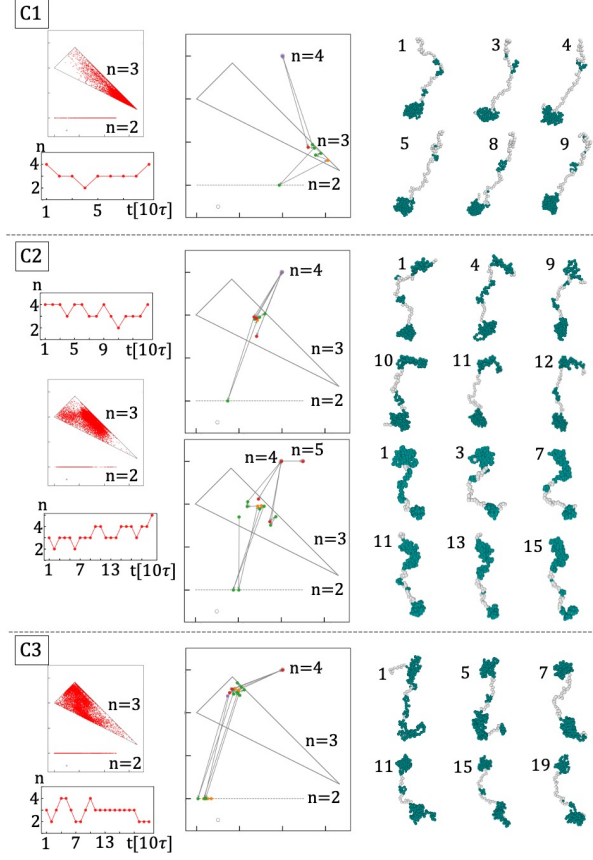 C1
n=3
n=2
n
4
2
1 5 t[10τ]
n=4
n=3
n=2
1 3 4
5 8 9
C2
n
4
2
1 5 9 t[10τ]
n=3
n=2
n
4
2
1 7 13 t[10τ]
n=4
n=3
n=2
n=4 n=5
n=3
n=2
1 4 9
10 11 12
1 3 7
11 13 15
C3
n=3
n=2
n
4
2
1 7 13 t[10τ]
n=4
n=3
n=2
1 5 7
11 15 19